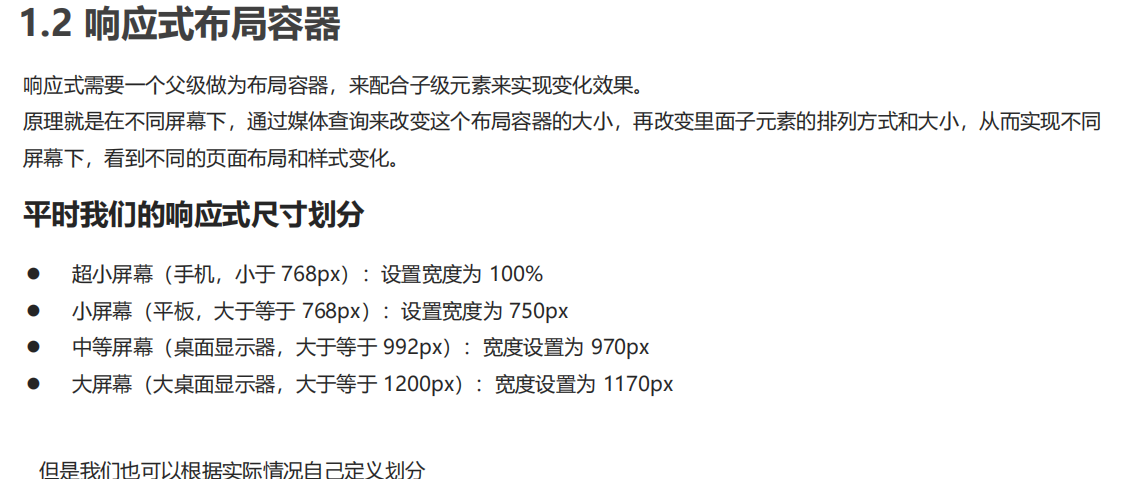 1.2 响应式布局容器
响应式需要一个父级做为布局容器，来配合子级元素来实现变化效果。
原理就是在不同屏幕下，通过媒体查询来改变这个布局容器的大小，再改变里面子元素的排列方式和大小，从而实现不同
屏幕下，看到不同的页面布局和样式变化。
平时我们的响应式尺寸划分
● 超小屏幕（手机，小于 768px）：设置宽度为 100%
● 小屏幕（平板，大于等于 768px）：设置宽度为 750px
● 中等屏幕（桌面显示器，大于等于 992px）：宽度设置为 970px
● 大屏幕（大桌面显示器，大于等于 1200px）：宽度设置为 1170px
但是我们也可以根据实际情况自己定义划分